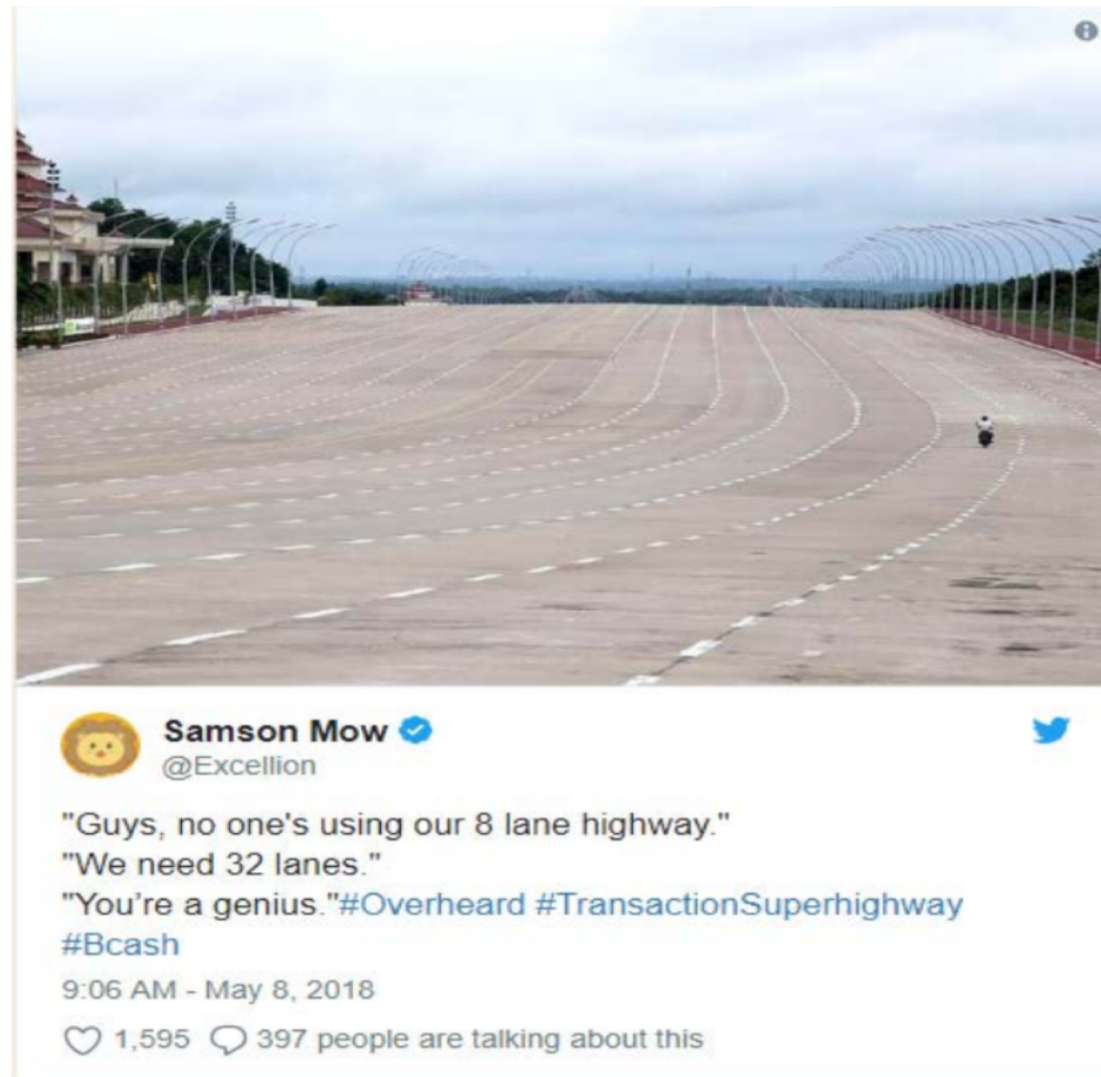 Samson Mow
@Excellion
"Guys, no one's using our 8 lane highway."
"We need 32 lanes."
"You’re a genius."#Overheard #TransactionSuperhighway
#Bcash
9:06 AM - May 8, 2018
1,595 397 people are talking about this